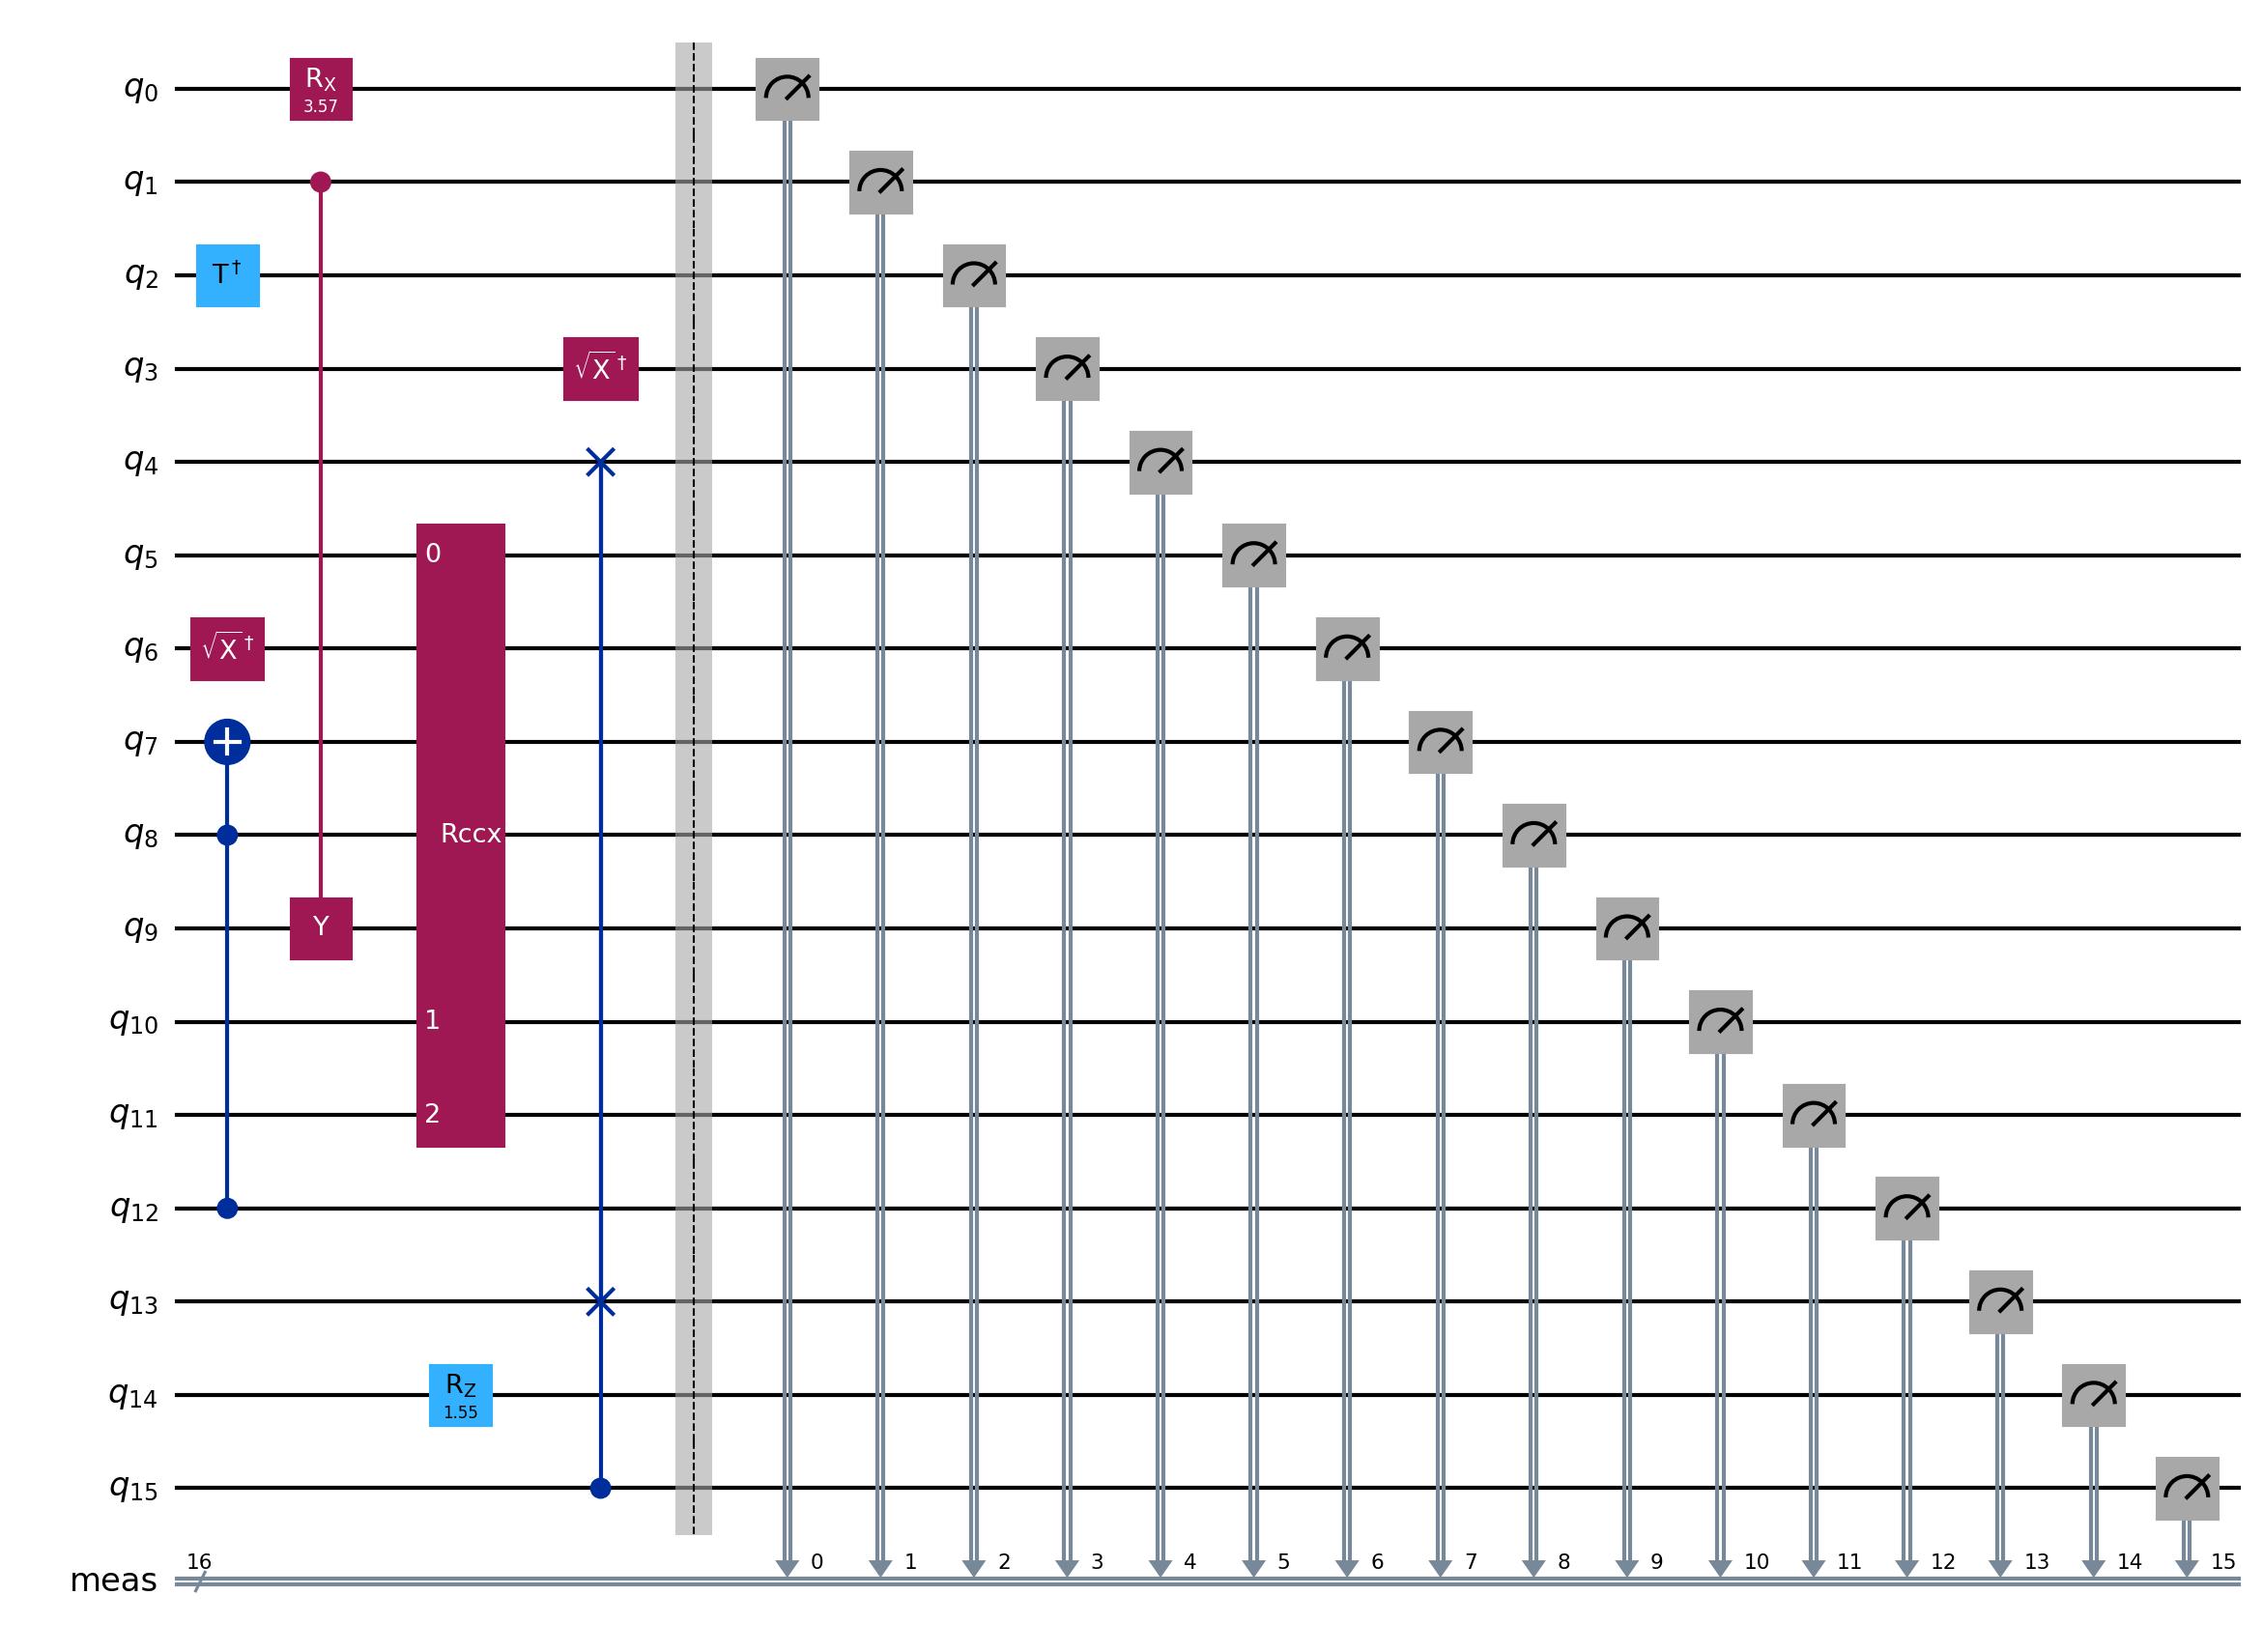 q0
RX
3.57
q1
q2
T†
q3
√X†
q4
q5
0
q6
√X†
q7
q8
Rccx
q9
Y
q10
1
q11
2
q12
q13
q14
RZ
1.55
q15
meas
16
0 1 2 3 4 5 6 7 8 9 10 11 12 13 14 15